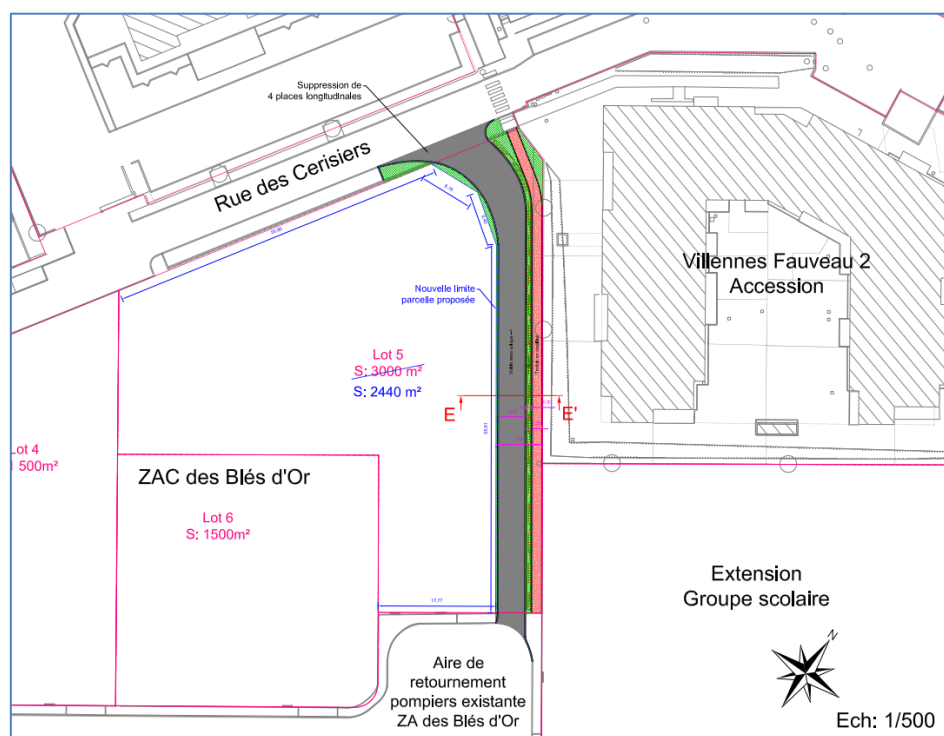 Suppression de
4 places longitudinales
Rue des Cerisiers
Villennes Fauveau 2
Accession
Nouvelle limite
parcelle proposée
Lot 5
S: 3000 m²
S: 2440 m²
E
E'
Lot 4
500m²
ZAC des Blés d'Or
Lot 6
S: 1500m²
Extension
Groupe scolaire
N
Aire de
retournement
pompiers existante
ZA des Blés d'Or
Ech: 1/500